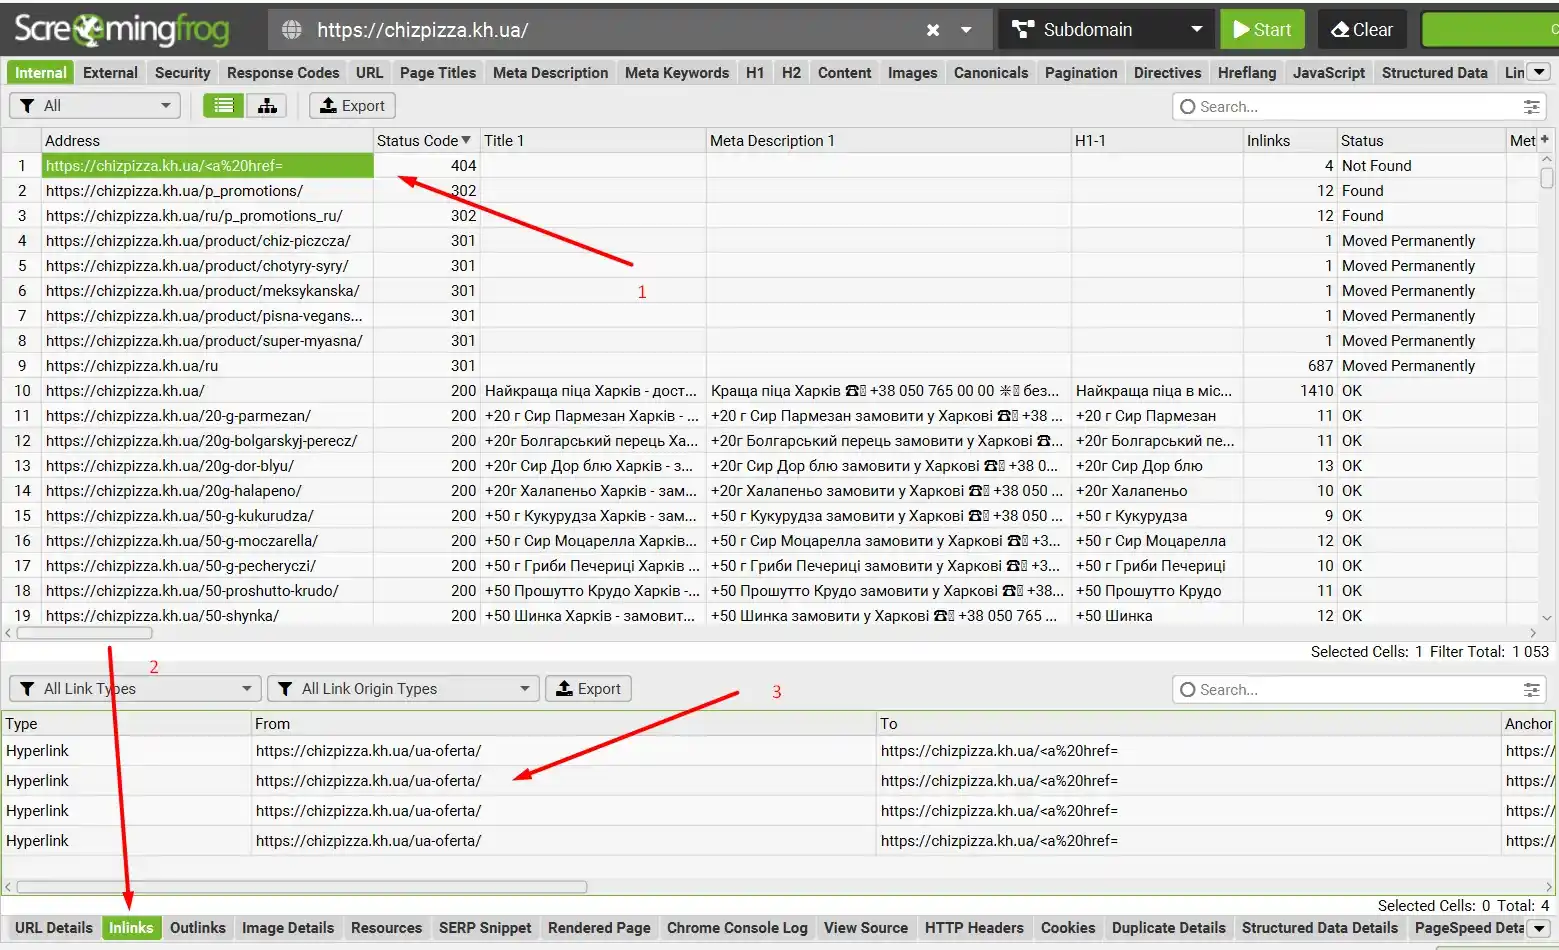 Screamingfrog https://chizpizza.kh.ua/ Subdomain Start Clear
Internal External Security Response Codes URL Page Titles Meta Description Meta Keywords H1 H2 Content Images Canonicals Pagination Directives Hreflang JavaScript Structured Data Lin
All Export Search...
Address Status Code Title 1 Meta Description 1 H1-1 Inlinks Status Met
1 https://chizpizza.kh.ua/<a%20href= 404 4 Not Found
2 https://chizpizza.kh.ua/p_promotions/ 302 12 Found
3 https://chizpizza.kh.ua/ru/p_promotions_ru/ 302 12 Found
4 https://chizpizza.kh.ua/product/chiz-piczcza/ 301 1 Moved Permanently
5 https://chizpizza.kh.ua/product/chotyry-syry/ 301 1 Moved Permanently
1
6 https://chizpizza.kh.ua/product/meksykanska/ 301 1 Moved Permanently
7 https://chizpizza.kh.ua/product/pisna-vegans... 301 1 Moved Permanently
8 https://chizpizza.kh.ua/product/super-myasna/ 301 1 Moved Permanently
9 https://chizpizza.kh.ua/ru 301 687 Moved Permanently
10 https://chizpizza.kh.ua/ 200 Найкраща піца Харків - дост... Краща піца Харків ☎ +38 050 765 00 00 ✳ без... Найкраща піца в міс... 1410 OK
11 https://chizpizza.kh.ua/20-g-parmezan/ 200 +20 г Сир Пармезан Харків - ... +20 г Сир Пармезан замовити у Харкові ☎ +38 ... +20 г Сир Пармезан 11 OK
12 https://chizpizza.kh.ua/20g-bolgarskyj-perecz/ 200 +20г Болгарський перець Ха... +20г Болгарський перець замовити у Харкові ☎... +20г Болгарський пе... 11 OK
13 https://chizpizza.kh.ua/20g-dor-blyu/ 200 +20г Сир Дор блю Харків - з... +20г Сир Дор блю замовити у Харкові ☎ +38 0... +20г Сир Дор блю 13 OK
14 https://chizpizza.kh.ua/20g-halapeno/ 200 +20г Халапеньо Харків - зам... +20г Халапеньо замовити у Харкові ☎ +38 050 ... +20г Халапеньо 10 OK
15 https://chizpizza.kh.ua/50-g-kukurudza/ 200 +50 г Кукурудза Харків - зам... +50 г Кукурудза замовити у Харкові ☎ +38 050 ... +50 г Кукурудза 9 OK
16 https://chizpizza.kh.ua/50-g-moczarella/ 200 +50 г Сир Моцарелла Харків... +50 г Сир Моцарелла замовити у Харкові ☎ +3... +50 г Сир Моцарелла 12 OK
17 https://chizpizza.kh.ua/50-g-pecheryczi/ 200 +50 г Гриби Печериці Харків ... +50 г Гриби Печериці замовити у Харкові ☎ +3... +50 г Гриби Печериці 10 OK
18 https://chizpizza.kh.ua/50-proshutto-krudo/ 200 +50 Прошутто Крудо Харків -... +50 Прошутто Крудо замовити у Харкові ☎ +38... +50 Прошутто Крудо 11 OK
19 https://chizpizza.kh.ua/50-shynka/ 200 +50 Шинка Харків - замовит... +50 Шинка замовити у Харкові ☎ +38 050 765 ... +50 Шинка 12 OK
Selected Cells: 1 Filter Total: 1 053
2
All Link Types All Link Origin Types Export 3 Search...
Type From To Anchor
Hyperlink https://chizpizza.kh.ua/ua-oferta/ https://chizpizza.kh.ua/<a%20href= https://
Hyperlink https://chizpizza.kh.ua/ua-oferta/ https://chizpizza.kh.ua/<a%20href= https://
Hyperlink https://chizpizza.kh.ua/ua-oferta/ https://chizpizza.kh.ua/<a%20href= https://
Hyperlink https://chizpizza.kh.ua/ua-oferta/ https://chizpizza.kh.ua/<a%20href= https://
Selected Cells: 0 Total: 4
URL Details Inlinks Outlinks Image Details Resources SERP Snippet Rendered Page Chrome Console Log View Source HTTP Headers Cookies Duplicate Details Structured Data Details PageSpeed Deta